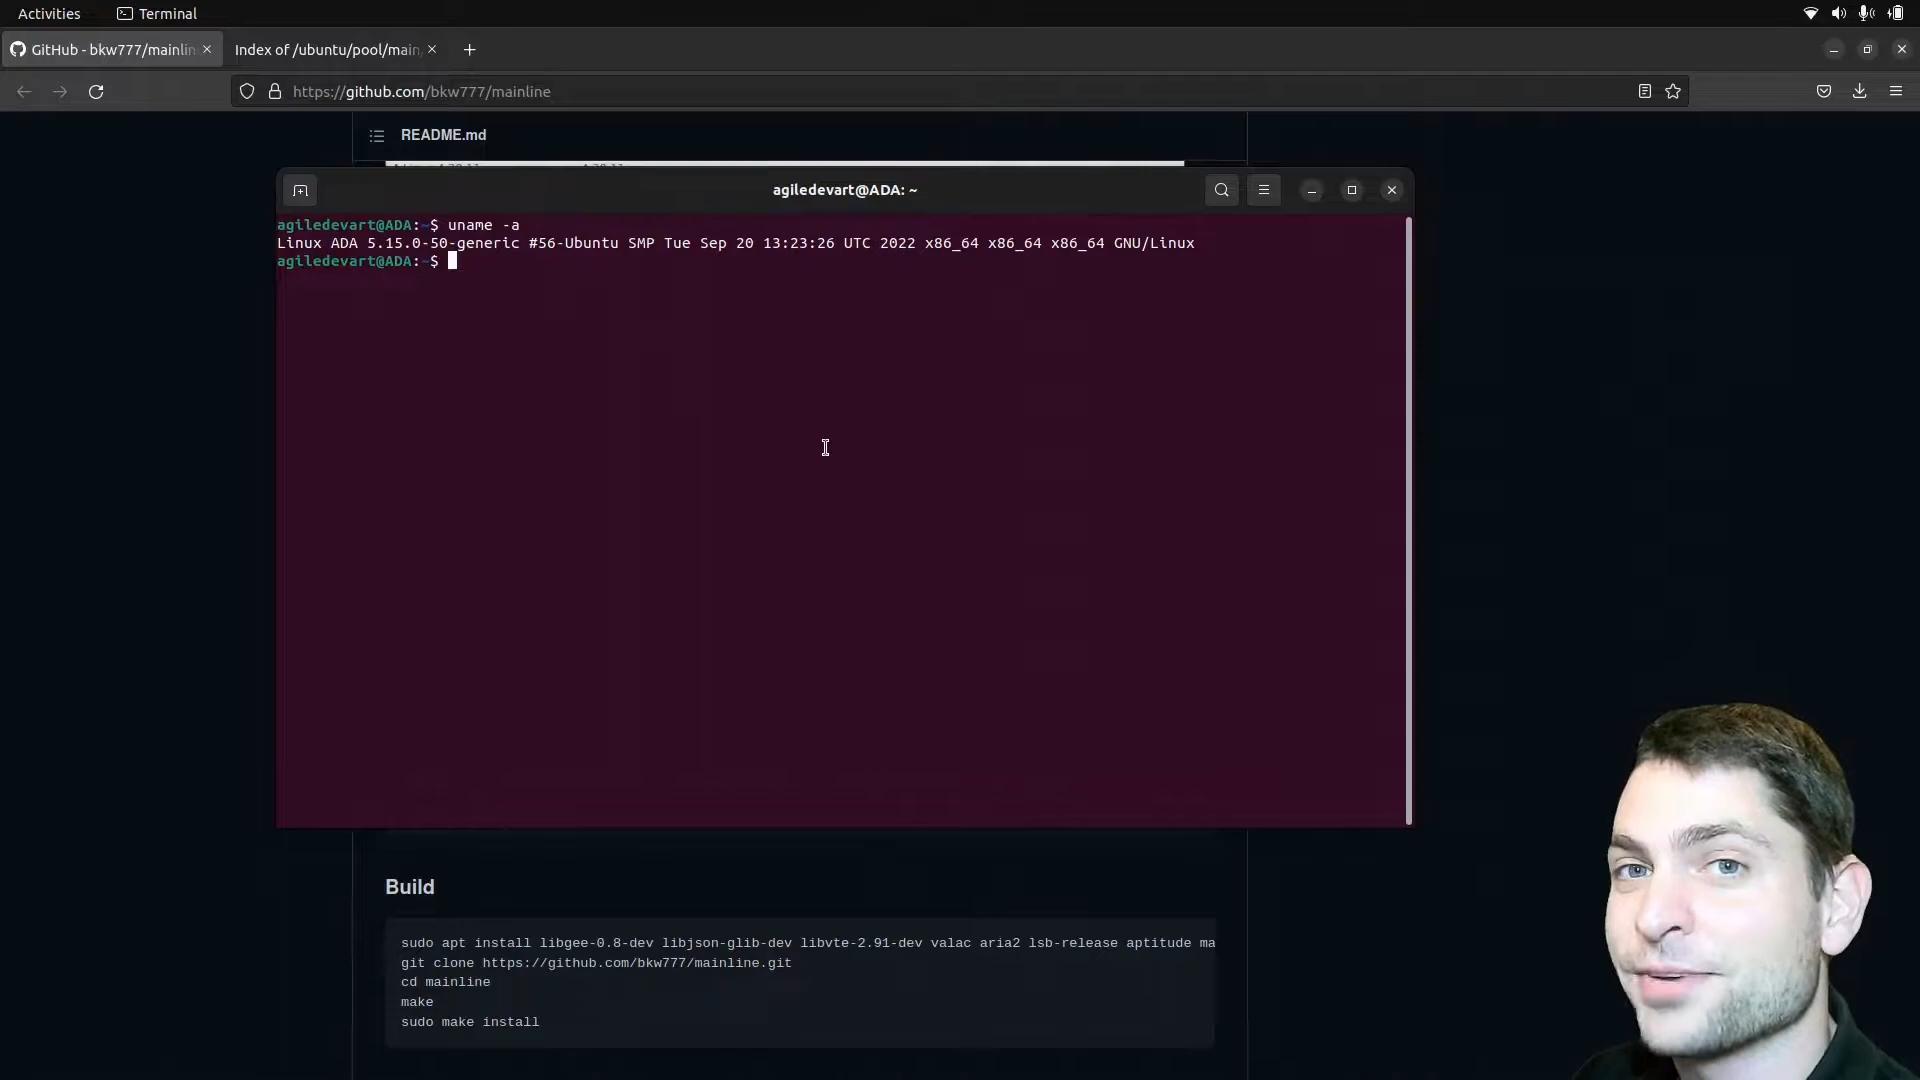 Activities
Terminal
GitHub - bkw777/mainlin
Index of /ubuntu/pool/main
https://github.com/bkw777/mainline
README.md
agiledevart@ADA: ~
agiledevart@ADA:~$ uname -a
Linux ADA 5.15.0-50-generic #56-Ubuntu SMP Tue Sep 20 13:23:26 UTC 2022 x86_64 x86_64 x86_64 GNU/Linux
agiledevart@ADA:~$
Build
sudo apt install libgee-0.8-dev libjson-glib-dev libvte-2.91-dev valac aria2 lsb-release aptitude ma
git clone https://github.com/bkw777/mainline.git
cd mainline
make
sudo make install